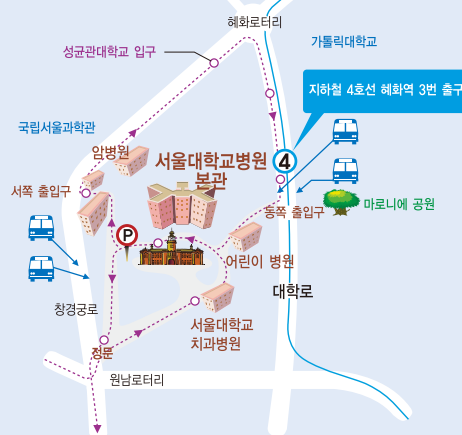 혜화로터리
가톨릭대학교
성균관대학교 입구
지하철 4호선 혜화역 3번 출구
국립서울과학관
암병원
서울대학교병원
본관
4
서쪽 출입구
동쪽 출입구
마로니에 공원
P
어린이 병원
대학로
창경궁로
서울대학교
치과병원
정문
원남로터리